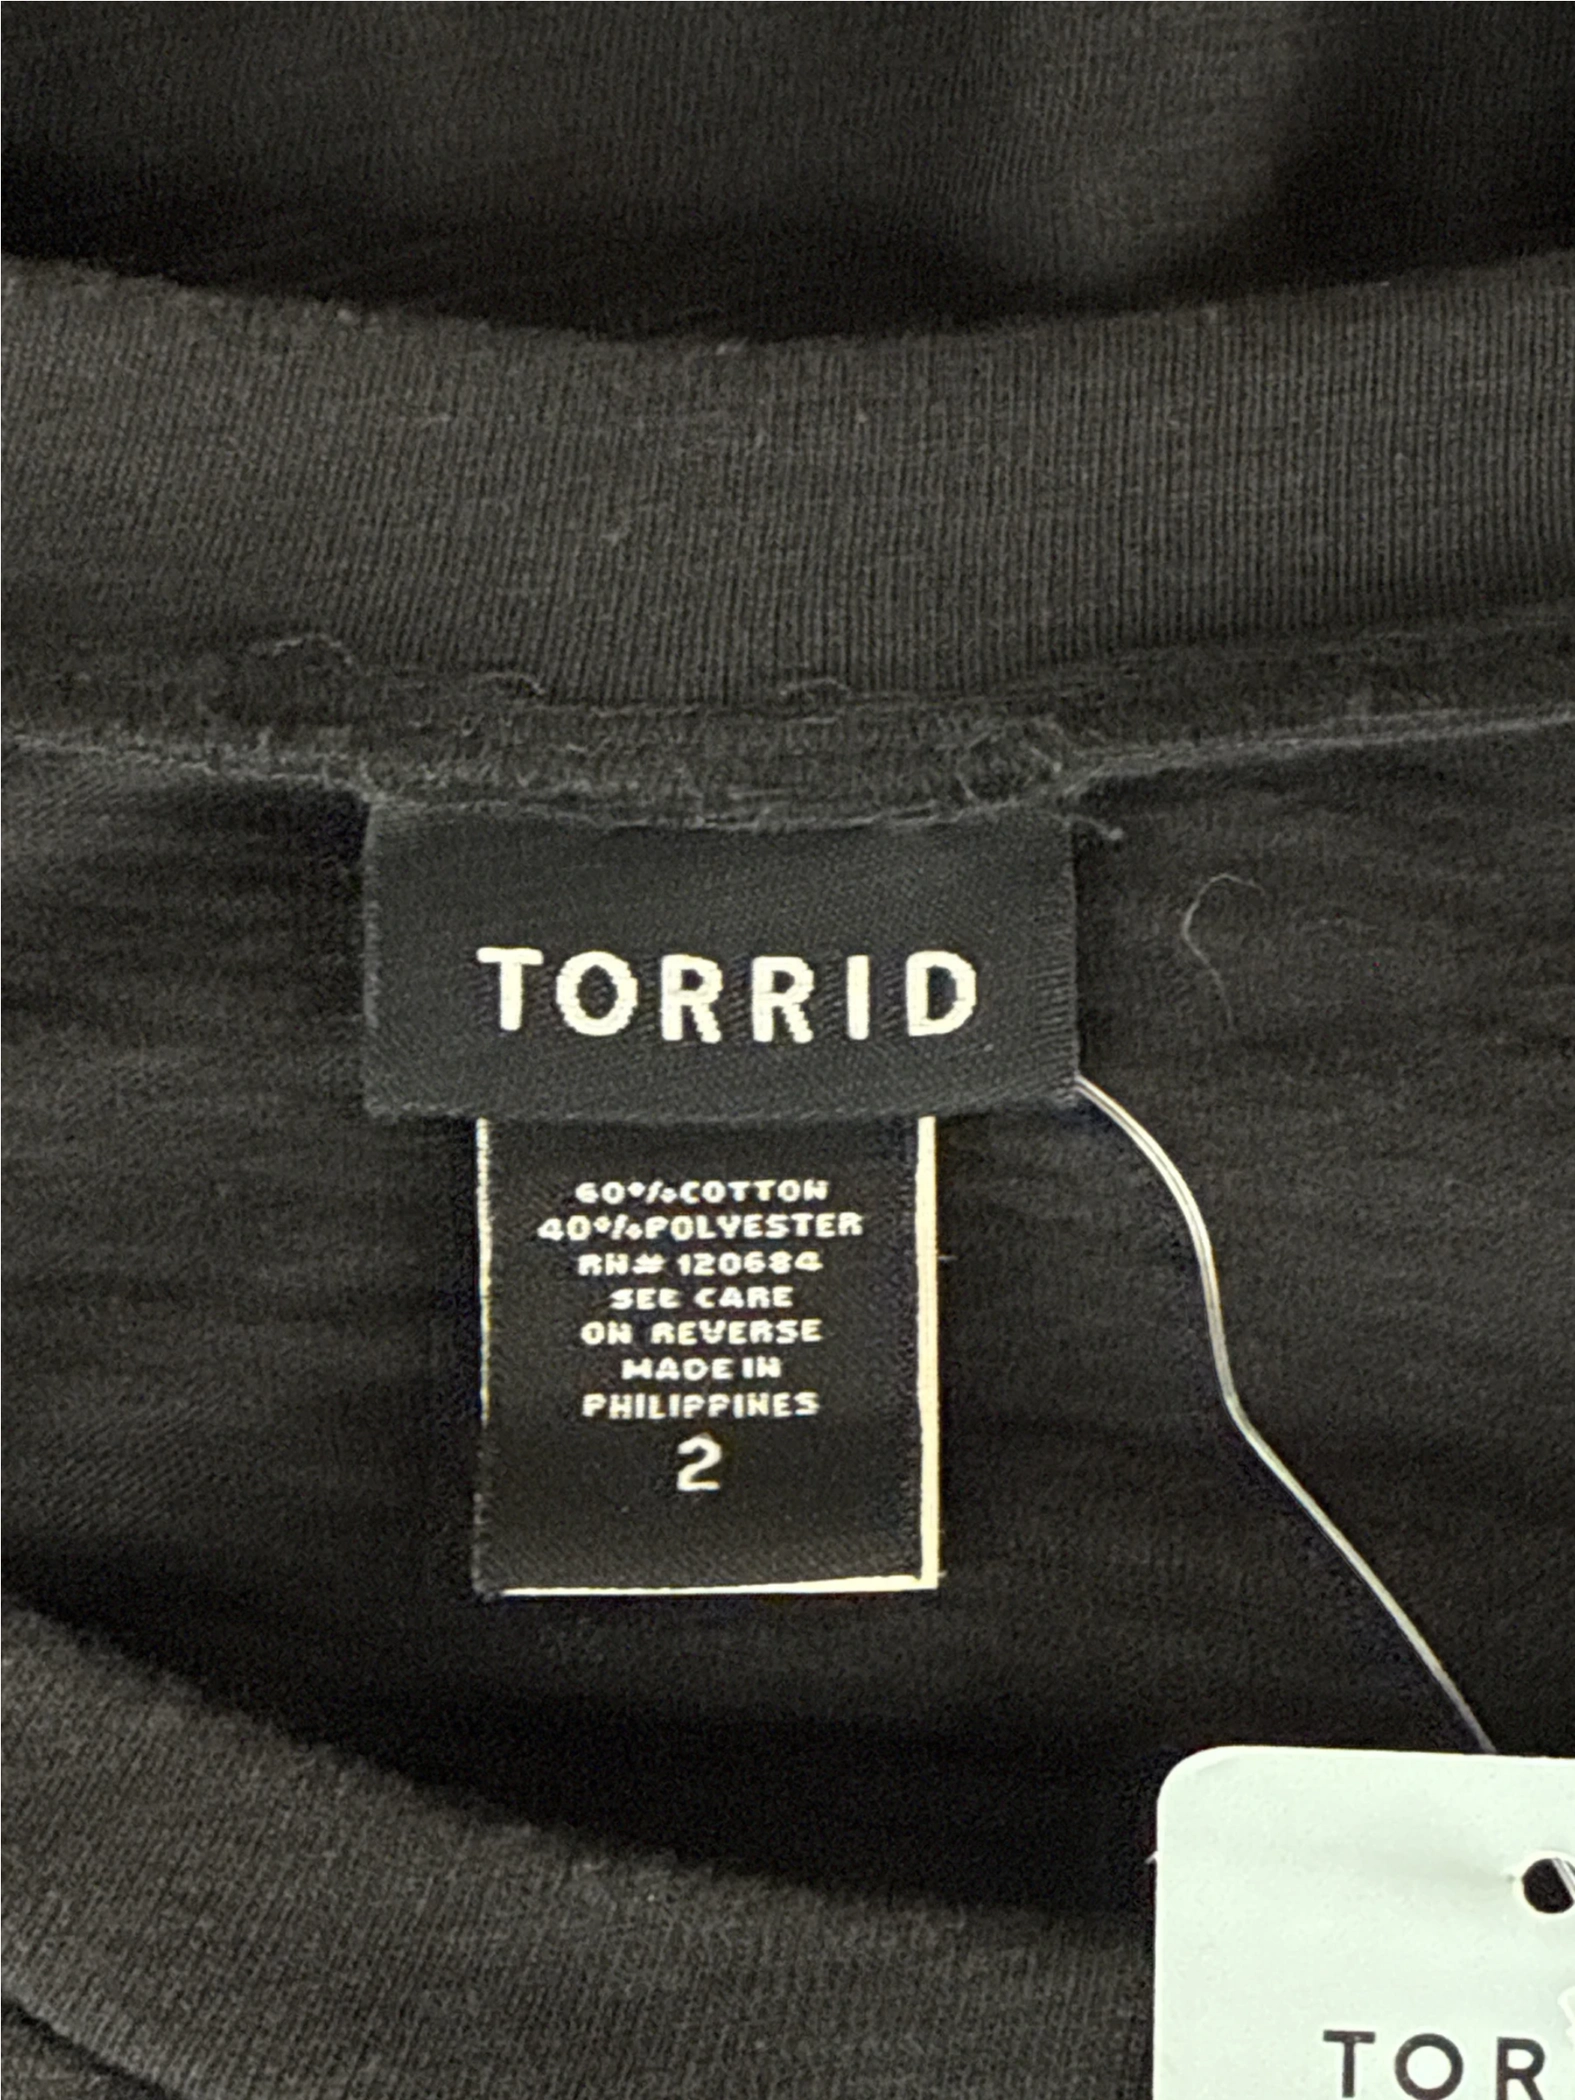 TORRID
60%COTTON
40%POLYESTER
RN# 120684
SEE CARE
ON REVERSE
MADE IN
PHILIPPINES
2
TOR